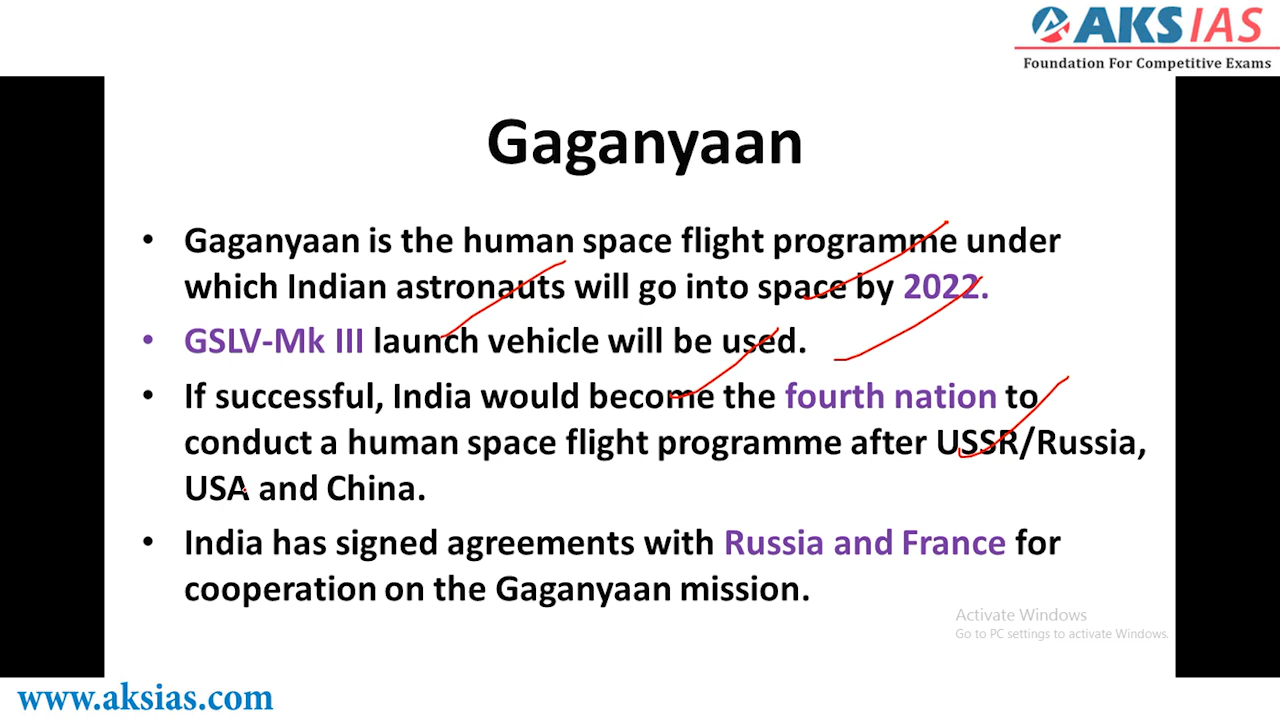 AKS IAS
Foundation For Competitive Exams
Gaganyaan
• Gaganyaan is the human space flight programme under
which Indian astronauts will go into space by 2022.
• GSLV-Mk III launch vehicle will be used.
• If successful, India would become the fourth nation to
conduct a human space flight programme after USSR/Russia,
USA and China.
• India has signed agreements with Russia and France for
cooperation on the Gaganyaan mission.
Activate Windows
Go to PC settings to activate Windows.
www.aksias.com